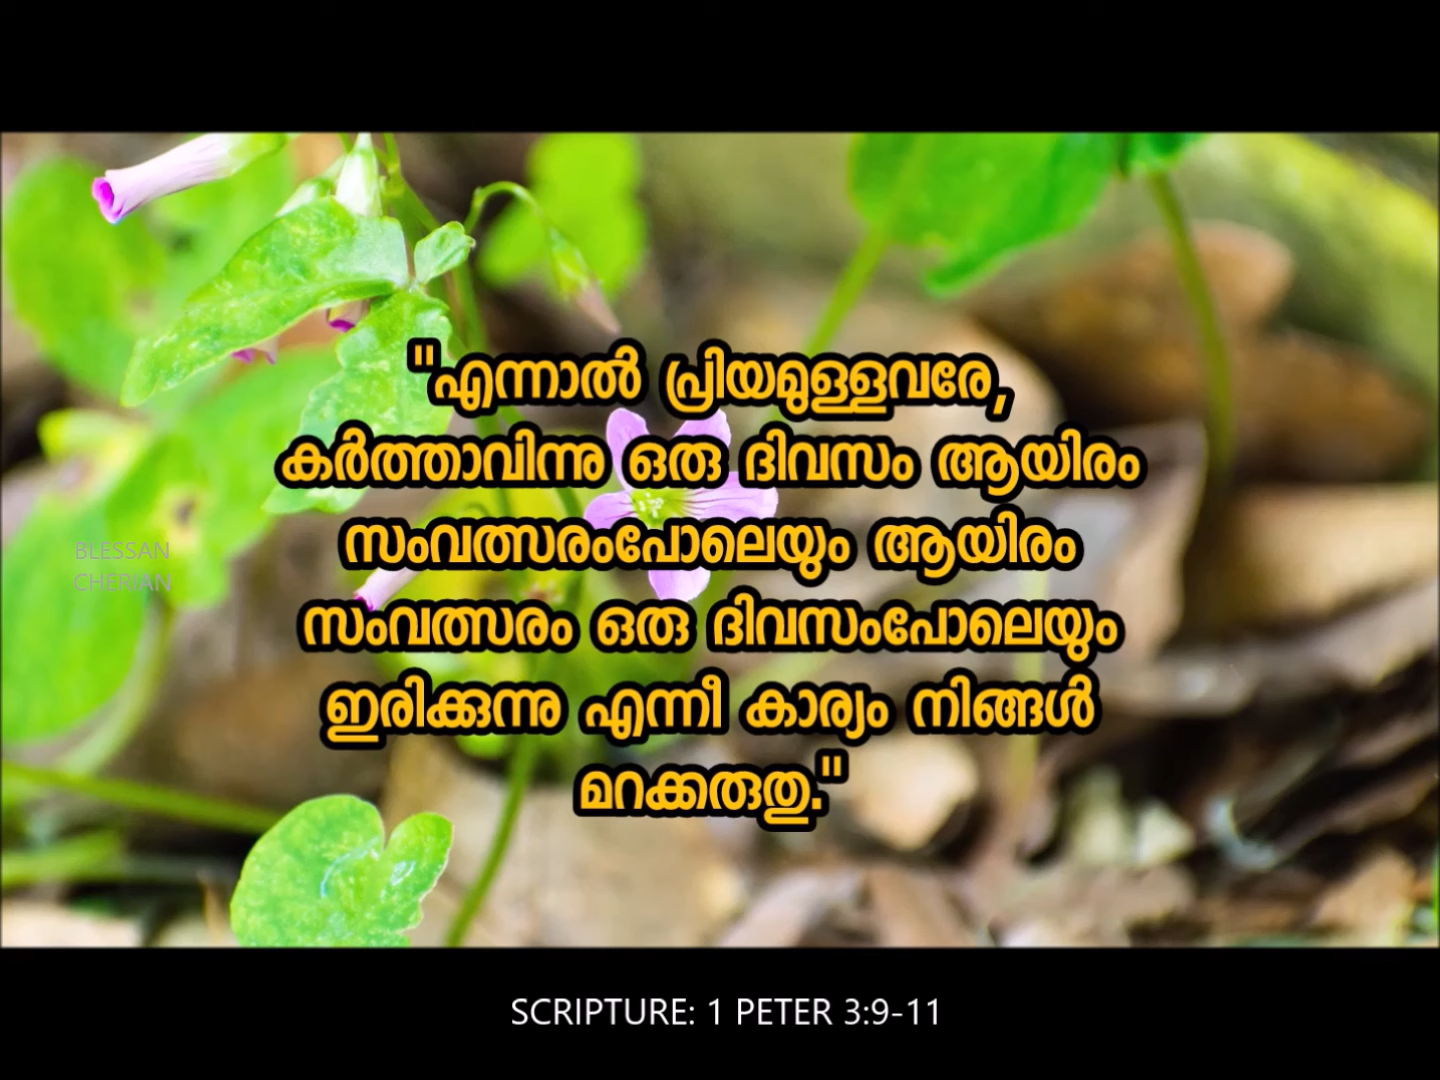 "എന്നാൽ പ്രിയമുള്ളവരേ,
കർത്താവിന്നു ഒരു ദിവസം ആയിരം
സംവത്സരംപോലെയും ആയിരം
സംവത്സരം ഒരു ദിവസംപോലെയും
ഇരിക്കുന്നു എന്നീ കാര്യം നിങ്ങൾ
മറക്കരുതു."
BLESSAN
CHERIAN
SCRIPTURE: 1 PETER 3:9-11